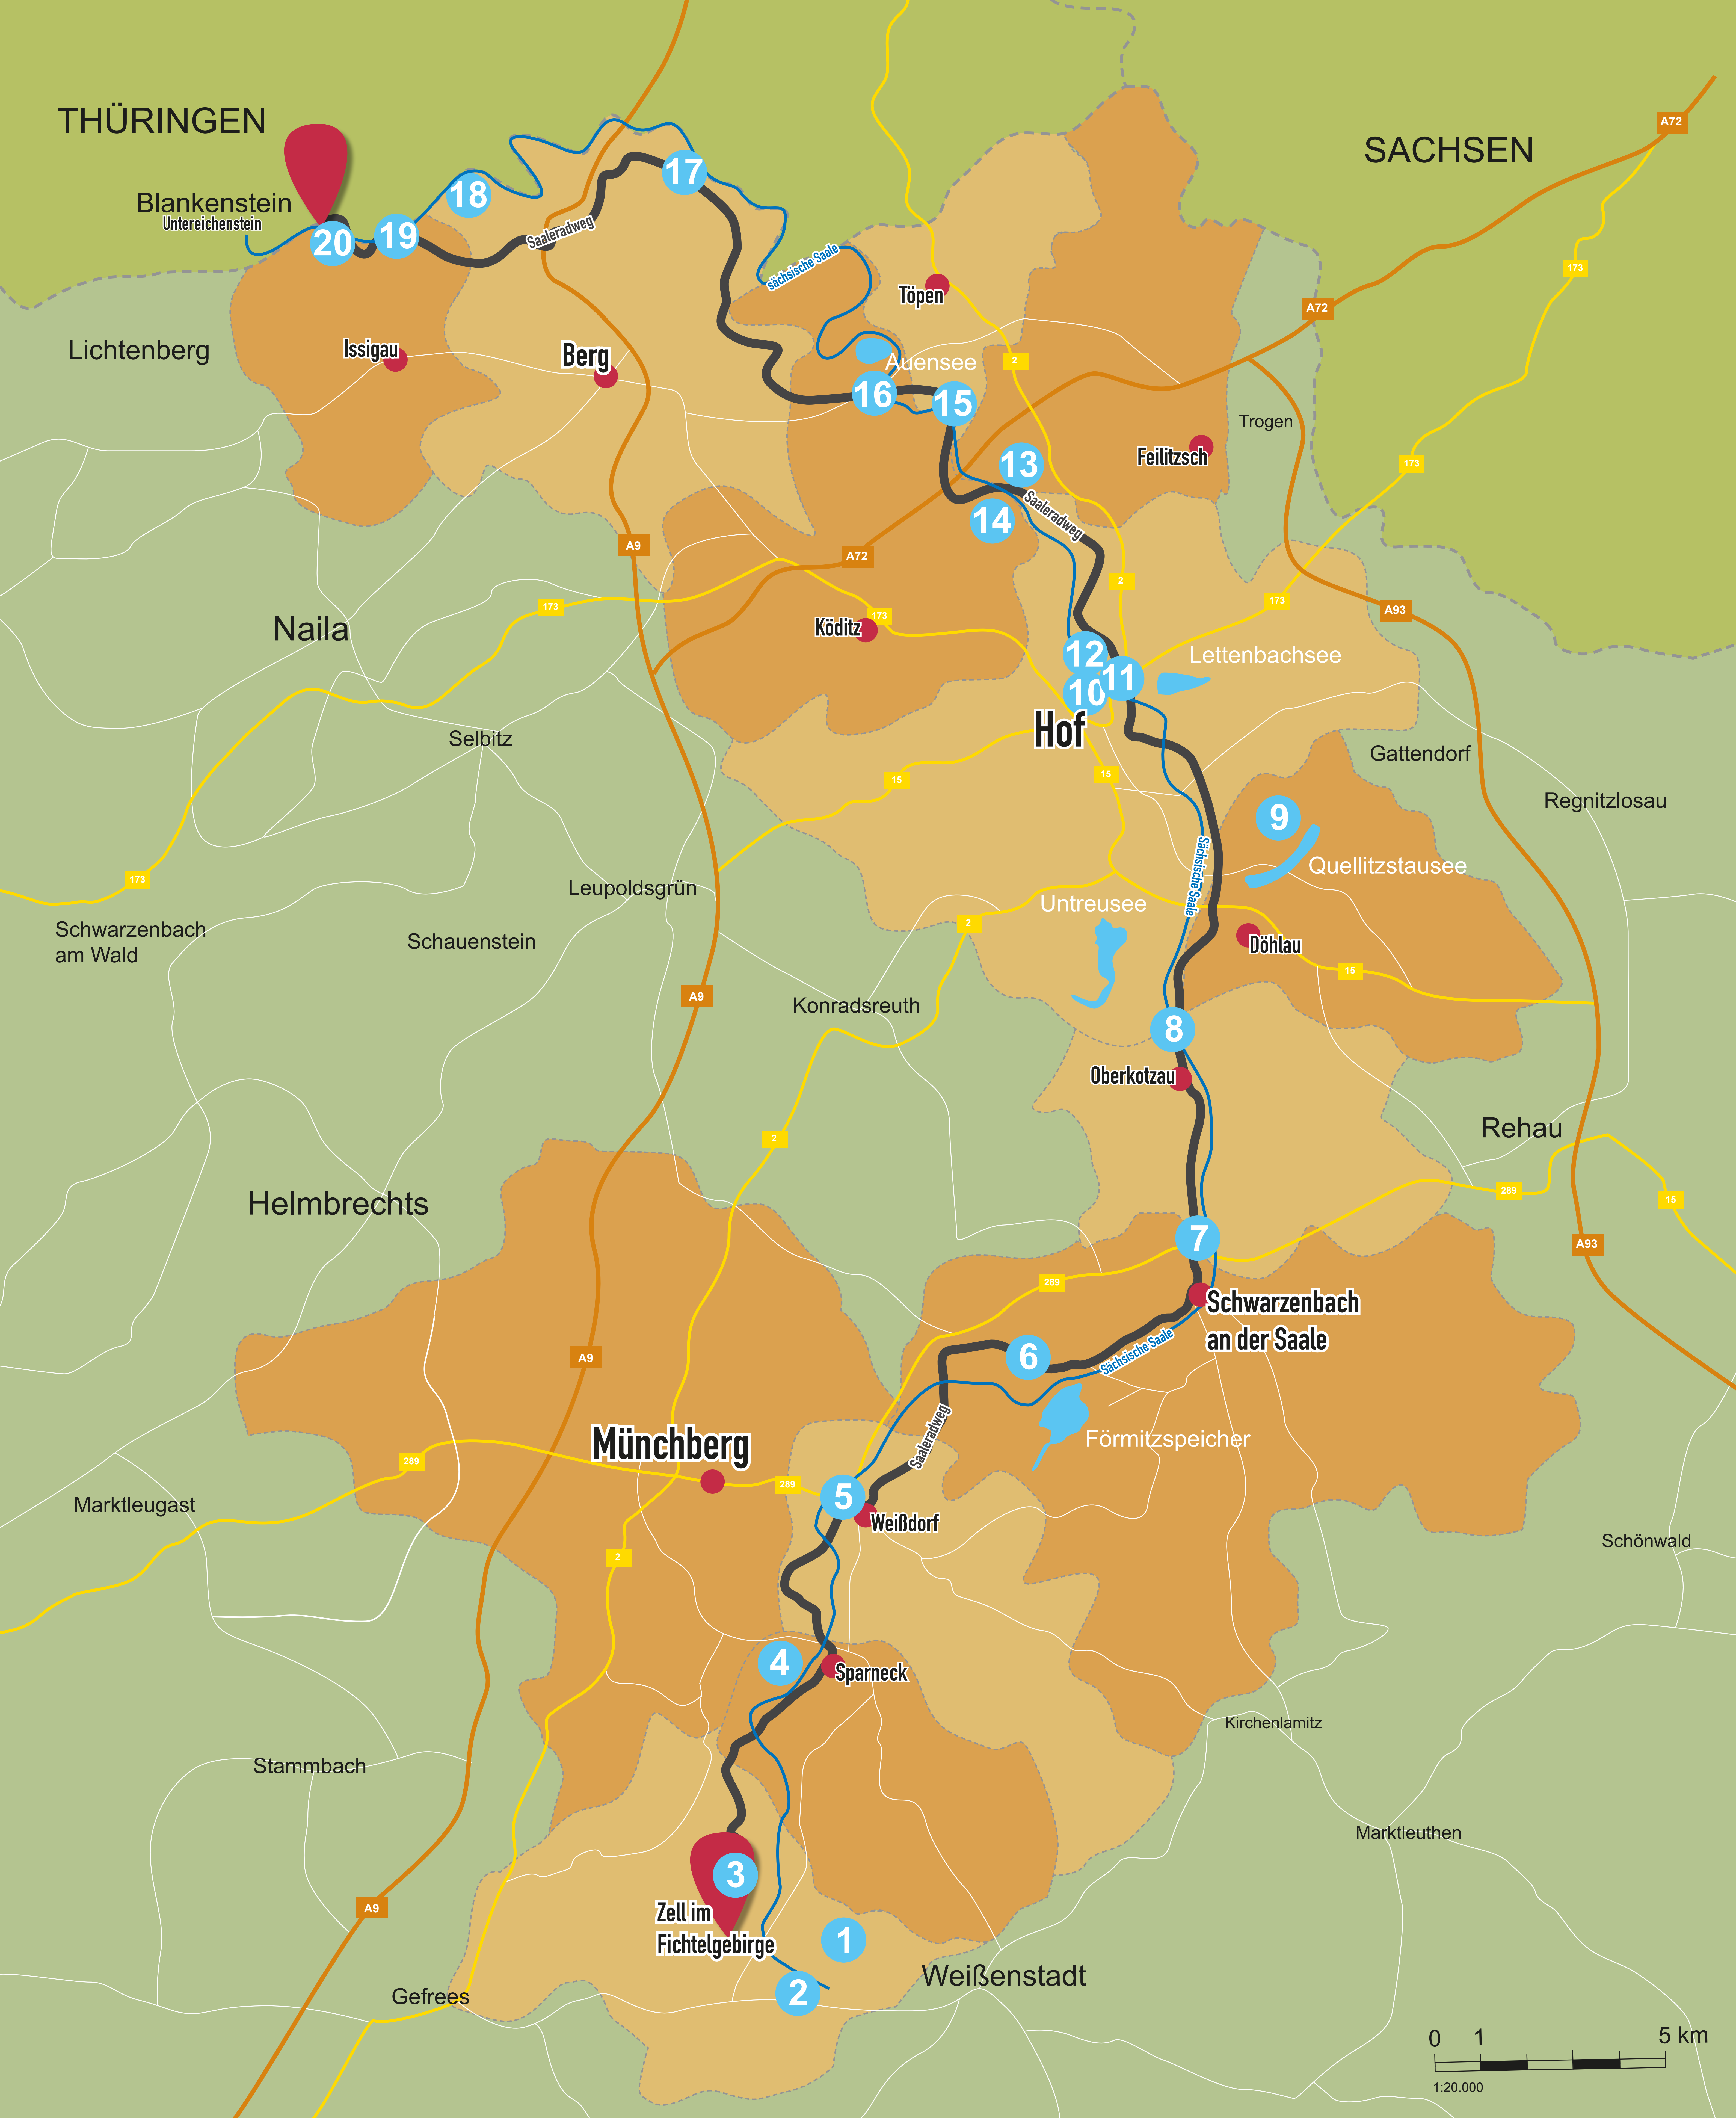 THÜRINGEN
SACHSEN
A72
Blankenstein
Untereichenstein
20
19
18
17
Saaleradweg
sächsische Saale
173
A72
Töpen
Lichtenberg
Issigau
Berg
2
Auensee
16
15
Trogen
Feilitzsch
173
13
Saaleradweg
14
A9
A72
2
173
173
173
A93
Naila
Köditz
12
11
10
Lettenbachsee
Hof
Selbitz
Gattendorf
15
15
Regnitzlosau
9
Sächsische Saale
Quellitzstausee
173
Leupoldsgrün
Untreusee
2
Schwarzenbach
am Wald
Schauenstein
Döhlau
15
A9
Konradsreuth
8
Oberkotzau
2
Rehau
289
15
Helmbrechts
7
A93
289
Schwarzenbach
an der Saale
A9
6
Sächsische Saale
Saaleradweg
Förmitzspeicher
Münchberg
289
289
5
Marktleugast
Weißdorf
Schönwald
2
4
Sparneck
Kirchenlamitz
Stammbach
Marktleuthen
3
A9
Zell im
Fichtelgebirge
1
Weißenstadt
2
Gefrees
0 1 5 km
1:20.000